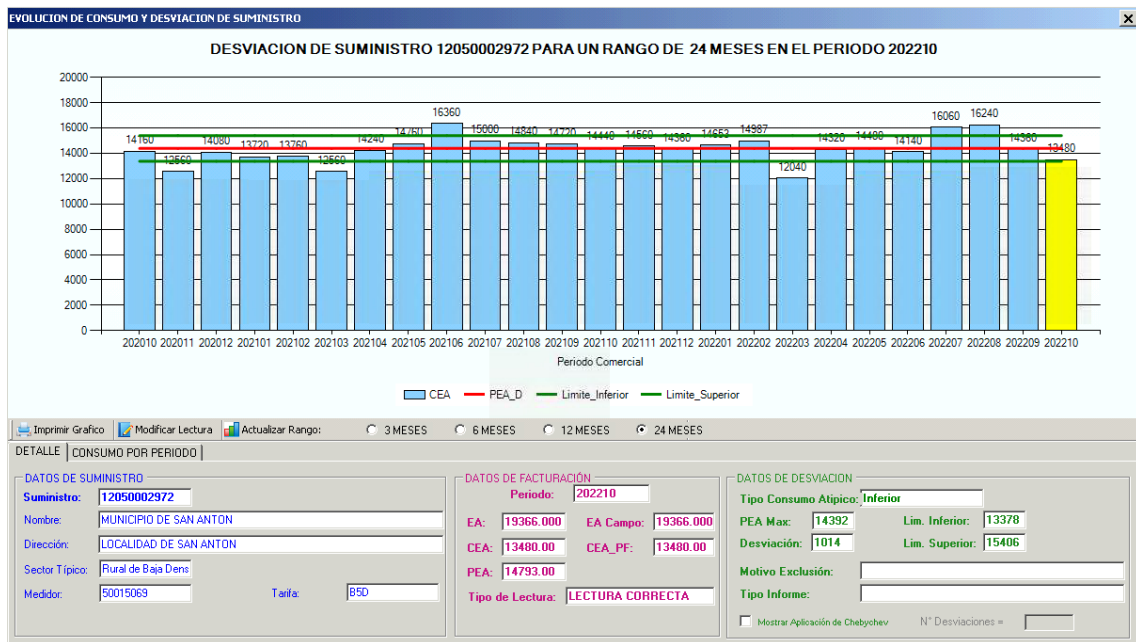 EVOLUCION DE CONSUMO Y DESVIACION DE SUMINISTRO
DESVIACION DE SUMINISTRO 12050002972 PARA UN RANGO DE 24 MESES EN EL PERIODO 202210
20000
18000
16000
14000
12000
10000
8000
6000
4000
2000
0
14160 12560 14080 13720 13760 12560 14240 14760 16360 15000 14840 14720 14440 14560 14360 14653 14987 12040 14320 14400 14140 16060 16240 14360 13480
202010 202011 202012 202101 202102 202103 202104 202105 202106 202107 202108 202109 202110 202111 202112 202201 202202 202203 202204 202205 202206 202207 202208 202209 202210
Periodo Comercial
CEA PEA_D Limite_Inferior Limite_Superior
Imprimir Grafico Modificar Lectura Actualizar Rango: 3 MESES 6 MESES 12 MESES 24 MESES
DETALLE CONSUMO POR PERIODO
DATOS DE SUMINISTRO
Suministro: 12050002972
Nombre: MUNICIPIO DE SAN ANTON
Dirección: LOCALIDAD DE SAN ANTON
Sector Típico: Rural de Baja Dens
Medidor: 50015069 Tarifa: B5D
DATOS DE FACTURACIÓN
Periodo: 202210
EA: 19366.000 EA Campo: 19366.000
CEA: 13480.00 CEA_PF: 13480.00
PEA: 14793.00
Tipo de Lectura: LECTURA CORRECTA
DATOS DE DESVIACION
Tipo Consumo Atipico: Inferior
PEA Max: 14392 Lim. Inferior: 13378
Desviación: 1014 Lim. Superior: 15406
Motivo Exclusión:
Tipo Informe:
Mostrar Aplicación de Chebychev N° Desviaciones =